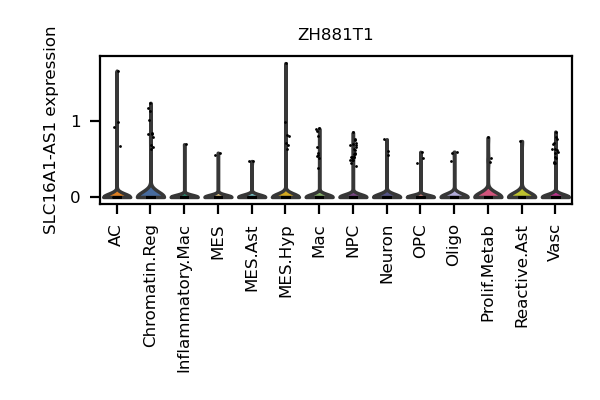 ZH881T1
SLC16A1-AS1 expression
1
0
AC
Chromatin.Reg
Inflammatory.Mac
MES
MES.Ast
MES.Hyp
Mac
NPC
Neuron
OPC
Oligo
Prolif.Metab
Reactive.Ast
Vasc